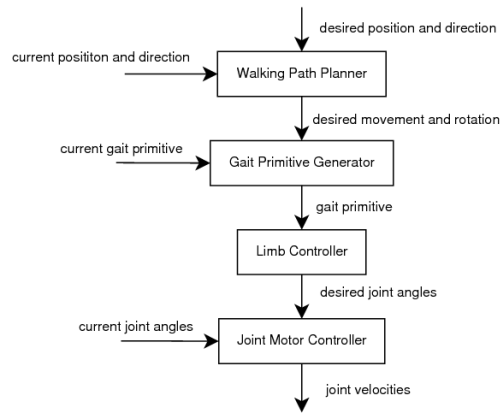 desired position and direction
current posititon and direction
Walking Path Planner
desired movement and rotation
current gait primitive
Gait Primitive Generator
gait primitive
Limb Controller
desired joint angles
current joint angles
Joint Motor Controller
joint velocities